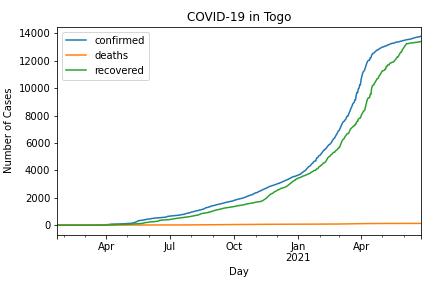 COVID-19 in Togo
14000
12000
10000
8000
6000
4000
2000
0
Number of Cases
confirmed
deaths
recovered
Apr
Jul
Oct
Jan
2021
Apr
Day